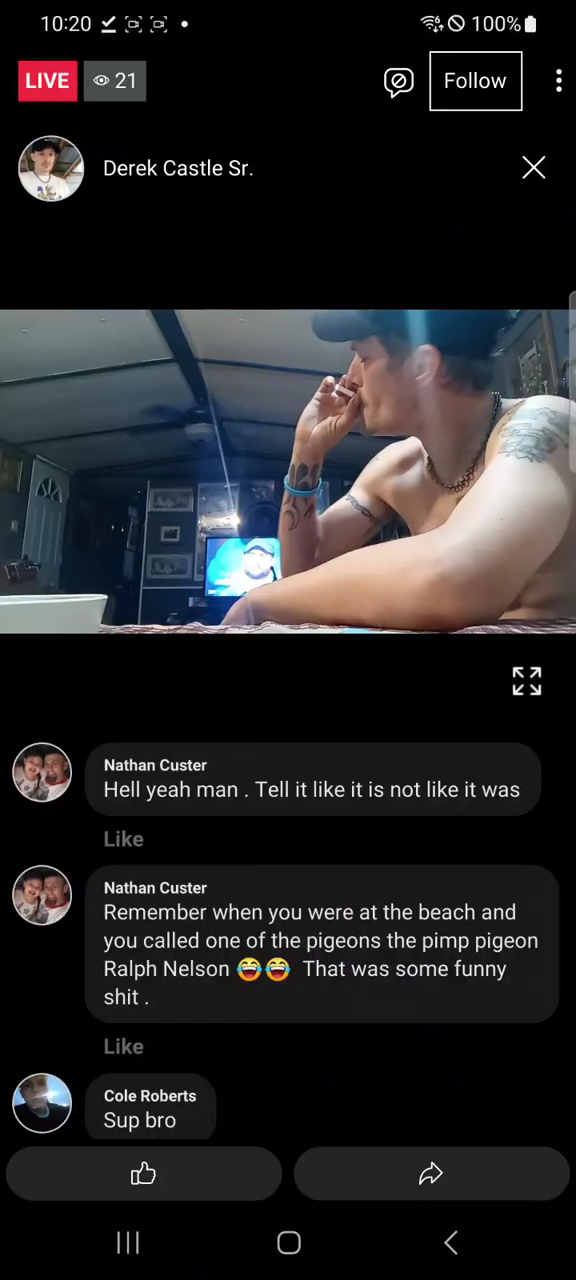 10:20
100%
LIVE
21
Follow
Derek Castle Sr.
Nathan Custer
Hell yeah man . Tell it like it is not like it was
Like
Nathan Custer
Remember when you were at the beach and
you called one of the pigeons the pimp pigeon
Ralph Nelson 😂😂 That was some funny
shit .
Like
Cole Roberts
Sup bro